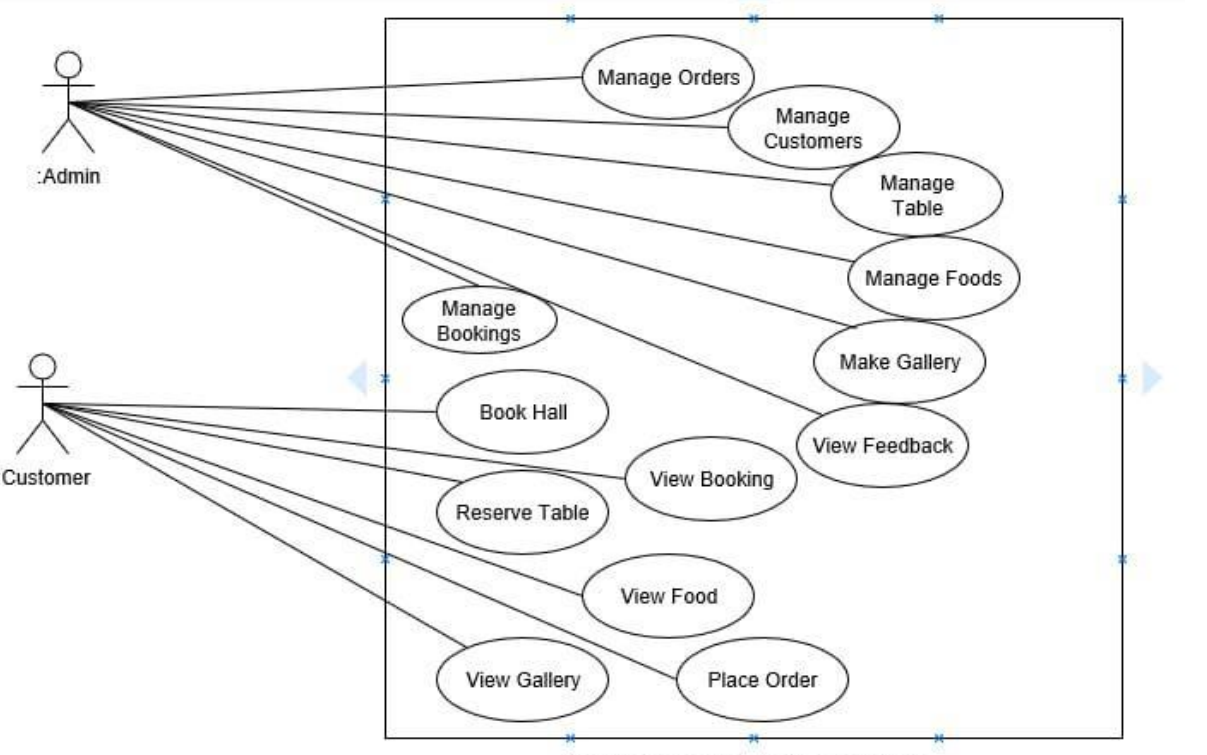 Manage Orders
Manage
Customers
:Admin
Manage
Table
Manage Foods
Manage
Bookings
Make Gallery
Book Hall
View Feedback
Customer
View Booking
Reserve Table
View Food
View Gallery
Place Order